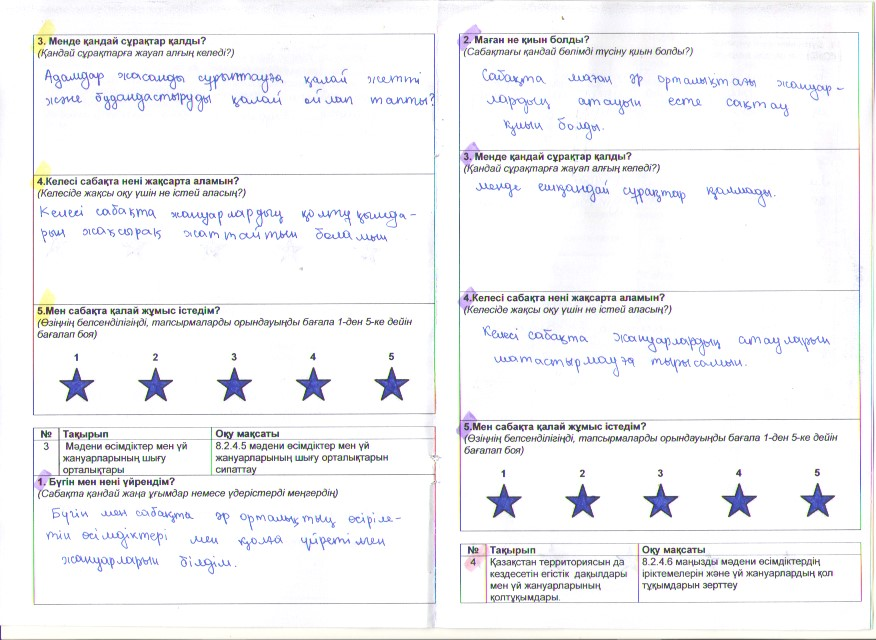 3. Менде қандай сұрақтар қалды?
(Қандай сұрақтарға жауап алғың келеді?)
Адамдар жасанды сұрыптауға қалай жетті
және будандастыруды қалай ойлап тапты?
4.Келесі сабақта нені жақсарта аламын?
(Келесіде жақсы оқу үшін не істей аласың?)
Келесі сабақта жануарлардың қолтұқымда-
рын жақсырақ жаттайтын боламын
5.Мен сабақта қалай жұмыс істедім?
(Өзіңнің белсенділігіңді, тапсырмаларды орындауыңды бағала 1-ден 5-ке дейін
бағалап боя)
1 2 3 4 5
№ Тақырып Оқу мақсаты
3 Мәдени өсімдіктер мен үй 8.2.4.5 мәдени өсімдіктер мен үй
жануарларының шығу жануарларының шығу орталықтарын
орталықтары сипаттау
1. Бүгін мен нені үйрендім?
(Сабақта қандай жаңа ұғымдар немесе үдерістерді меңгердің)
Бүгін мен сабақта әр орталықтың өсіріле-
тін өсімдіктері мен қолда үйретілген
жануарларын білдім.
2. Маған не қиын болды?
(Сабақтағы қандай бөлімді түсіну қиын болды?)
Сабақта маған әр орталықтағы жануар-
лардың атауын есте сақтау
қиын болды.
3. Менде қандай сұрақтар қалды?
(Қандай сұрақтарға жауап алғың келеді?)
менде ешқандай сұрақтар қалмады.
4.Келесі сабақта нені жақсарта аламын?
(Келесіде жақсы оқу үшін не істей аласың?)
Келесі сабақта жануарлардың атауларын
шатастырмауға тырысамын.
5.Мен сабақта қалай жұмыс істедім?
(Өзіңнің белсенділігіңді, тапсырмаларды орындауыңды бағала 1-ден 5-ке дейін
бағалап боя)
1 2 3 4 5
№ Тақырып Оқу мақсаты
4 Қазақстан территориясын да 8.2.4.6 маңызды мәдени өсімдіктердің
кездесетін егістік дақылдары іріктемелерін және үй жануарлардың қол
мен үй жануарларының тұқымдарын зерттеу
қолтұқымдары.